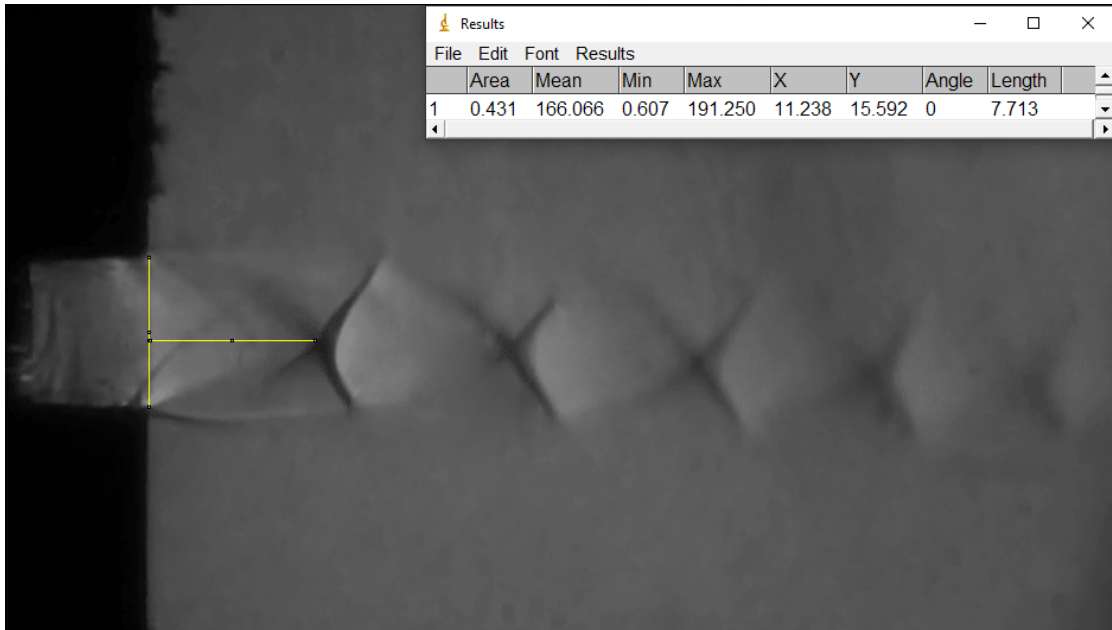 Results
File Edit Font Results
Area Mean Min Max X Y Angle Length
1 0.431 166.066 0.607 191.250 11.238 15.592 0 7.713